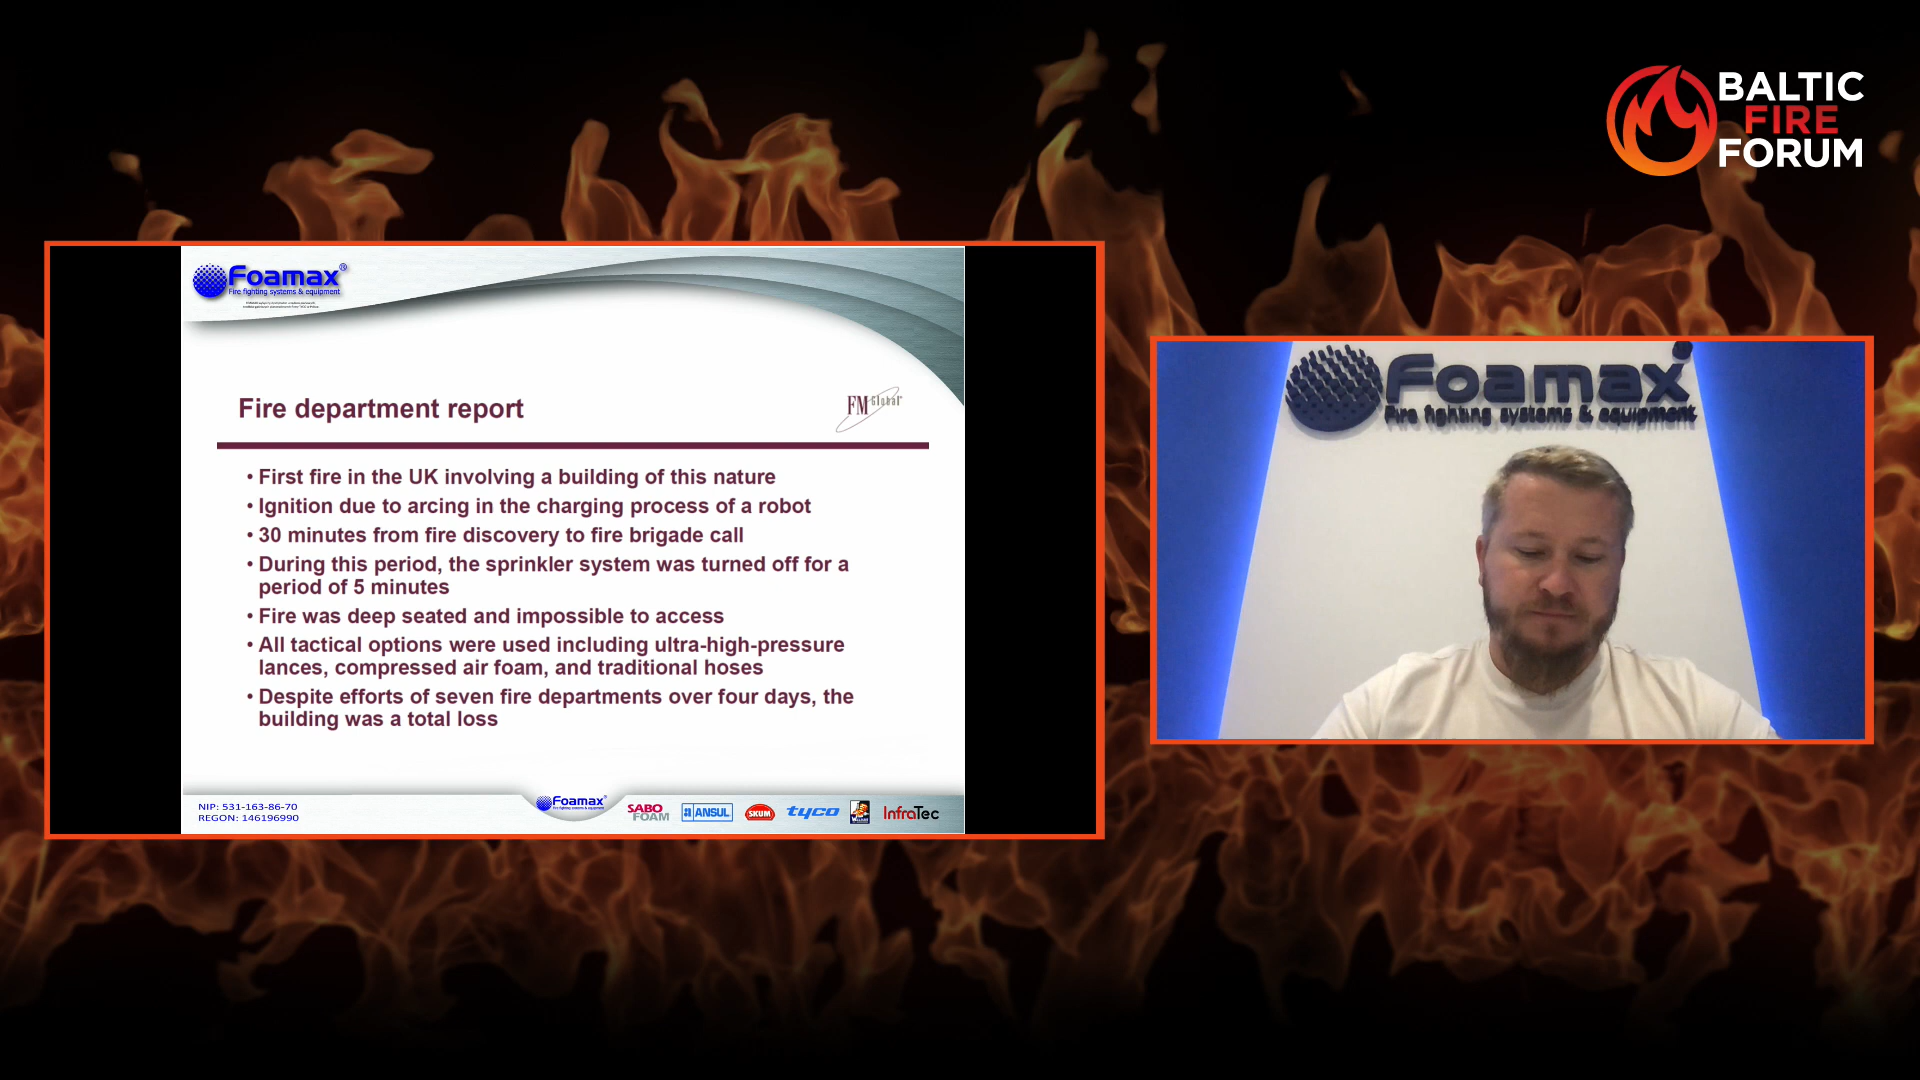 BALTIC
FIRE
FORUM
Foamax®
Fire fighting systems & equipment
Fire department report
FM Global®
• First fire in the UK involving a building of this nature
• Ignition due to arcing in the charging process of a robot
• 30 minutes from fire discovery to fire brigade call
• During this period, the sprinkler system was turned off for a
period of 5 minutes
• Fire was deep seated and impossible to access
• All tactical options were used including ultra-high-pressure
lances, compressed air foam, and traditional hoses
• Despite efforts of seven fire departments over four days, the
building was a total loss
NIP: 531-163-86-70
REGON: 146196990
Foamax®
SABO
FOAM
ANSUL
SKUM
tyco
InfraTec
Foamax
Fire fighting systems & equipment